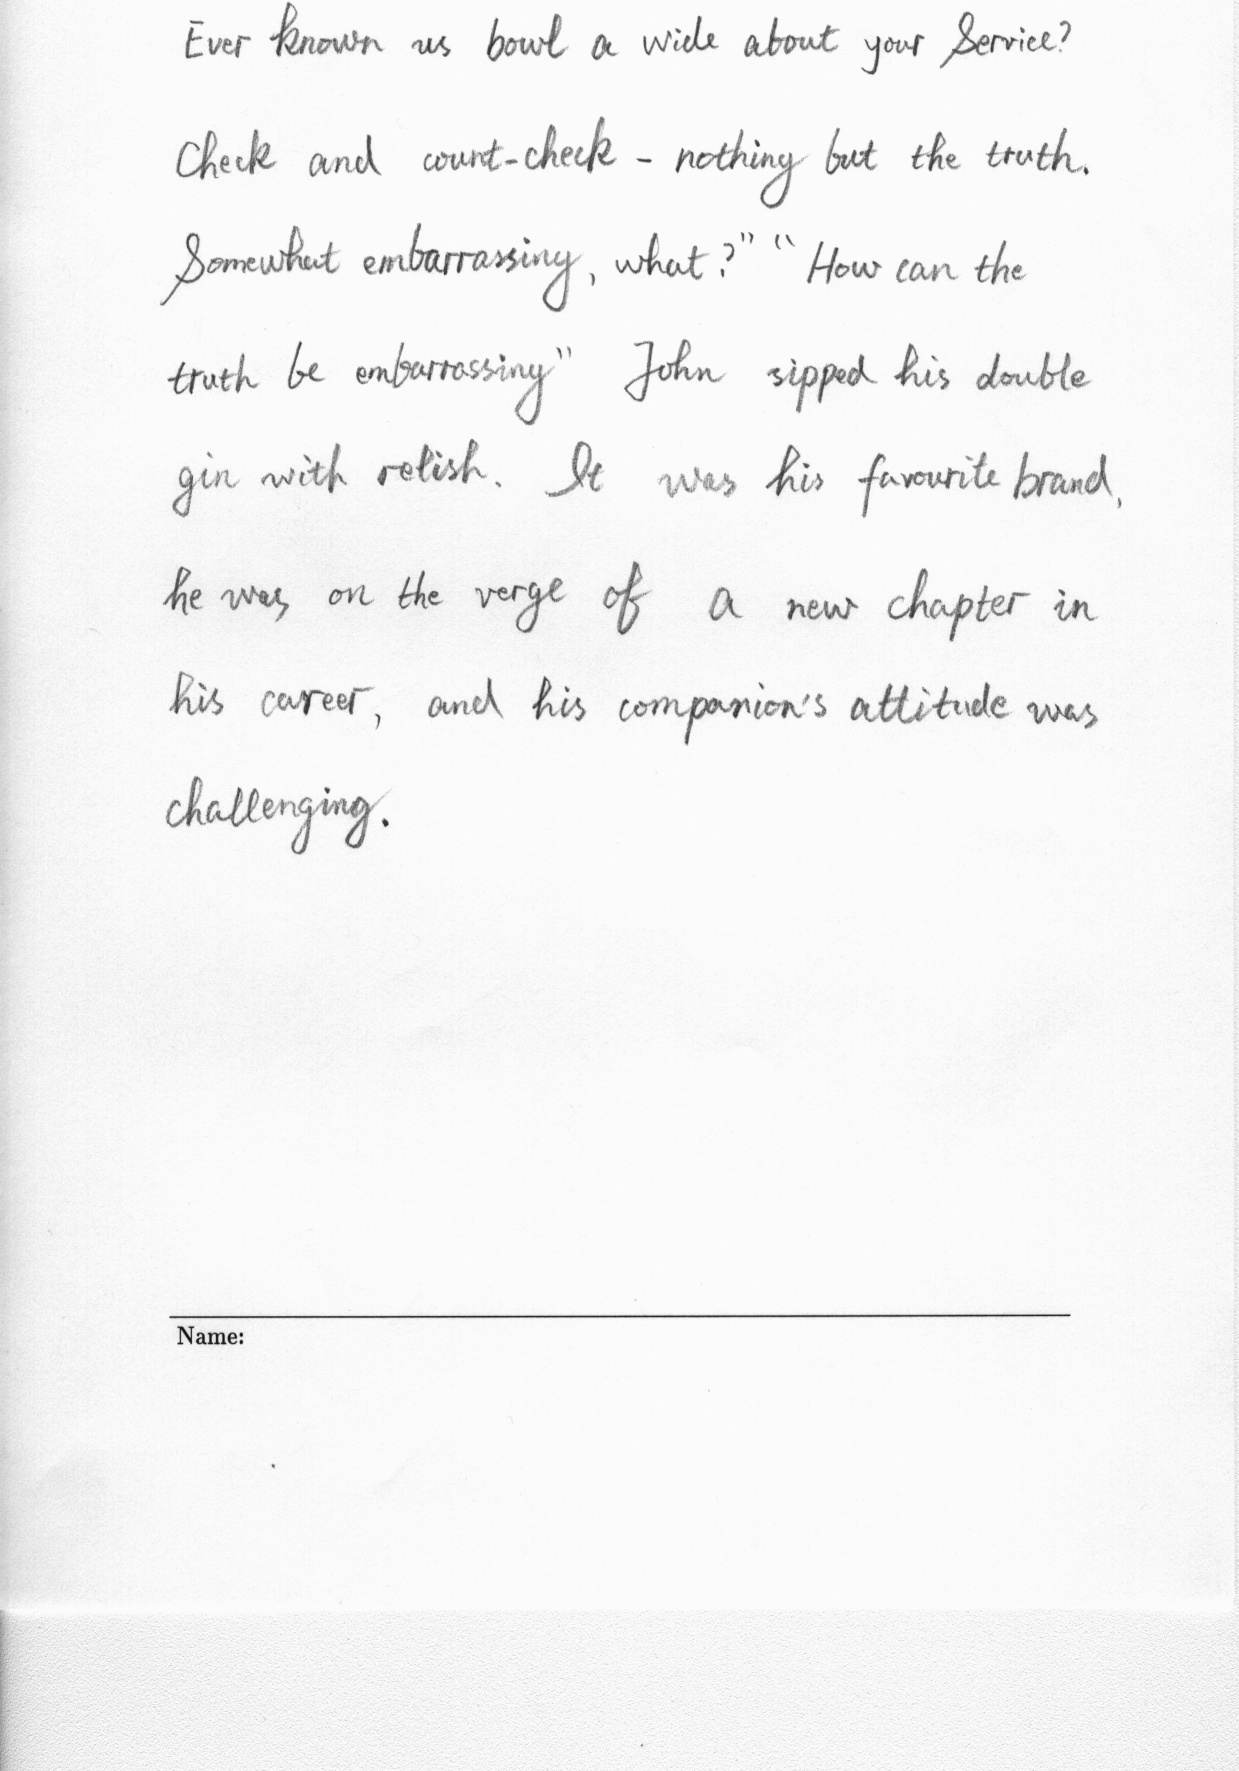 Ever known us bowl a wide about your Service?
Check and count-check - nothing but the truth.
Somewhat embarrassing, what?" "How can the
truth be embarrassing" John sipped his double
gin with relish. It was his favourite brand,
he was on the verge of a new chapter in
his career, and his companion's attitude was
challenging.
Name: